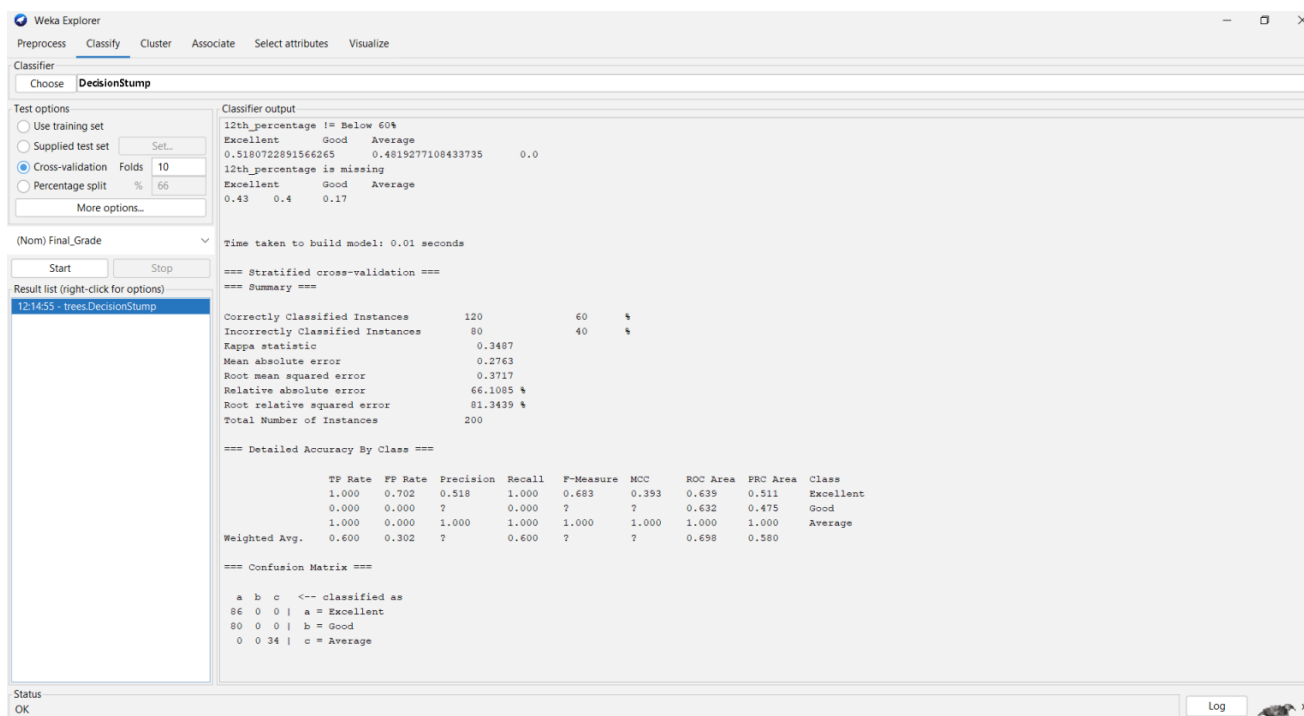 Weka Explorer
Preprocess Classify Cluster Associate Select attributes Visualize
Classifier
Choose DecisionStump
Test options
Use training set
Supplied test set Set...
Cross-validation Folds 10
Percentage split % 66
More options...
(Nom) Final_Grade
Start Stop
Result list (right-click for options)
12:14:55 - trees.DecisionStump
Classifier output
12th_percentage != Below 60%
Excellent Good Average
0.5180722891566265 0.4819277108433735 0.0
12th_percentage is missing
Excellent Good Average
0.43 0.4 0.17
Time taken to build model: 0.01 seconds
=== Stratified cross-validation ===
=== Summary ===
Correctly Classified Instances 120 60 %
Incorrectly Classified Instances 80 40 %
Kappa statistic 0.3487
Mean absolute error 0.2763
Root mean squared error 0.3717
Relative absolute error 66.1085 %
Root relative squared error 81.3439 %
Total Number of Instances 200
=== Detailed Accuracy By Class ===
TP Rate FP Rate Precision Recall F-Measure MCC ROC Area PRC Area Class
1.000 0.702 0.518 1.000 0.683 0.393 0.639 0.511 Excellent
0.000 0.000 ? 0.000 ? ? 0.632 0.475 Good
1.000 0.000 1.000 1.000 1.000 1.000 1.000 1.000 Average
Weighted Avg. 0.600 0.302 ? 0.600 ? ? 0.698 0.580
=== Confusion Matrix ===
a b c <-- classified as
86 0 0 | a = Excellent
80 0 0 | b = Good
0 0 34 | c = Average
Status
OK
Log